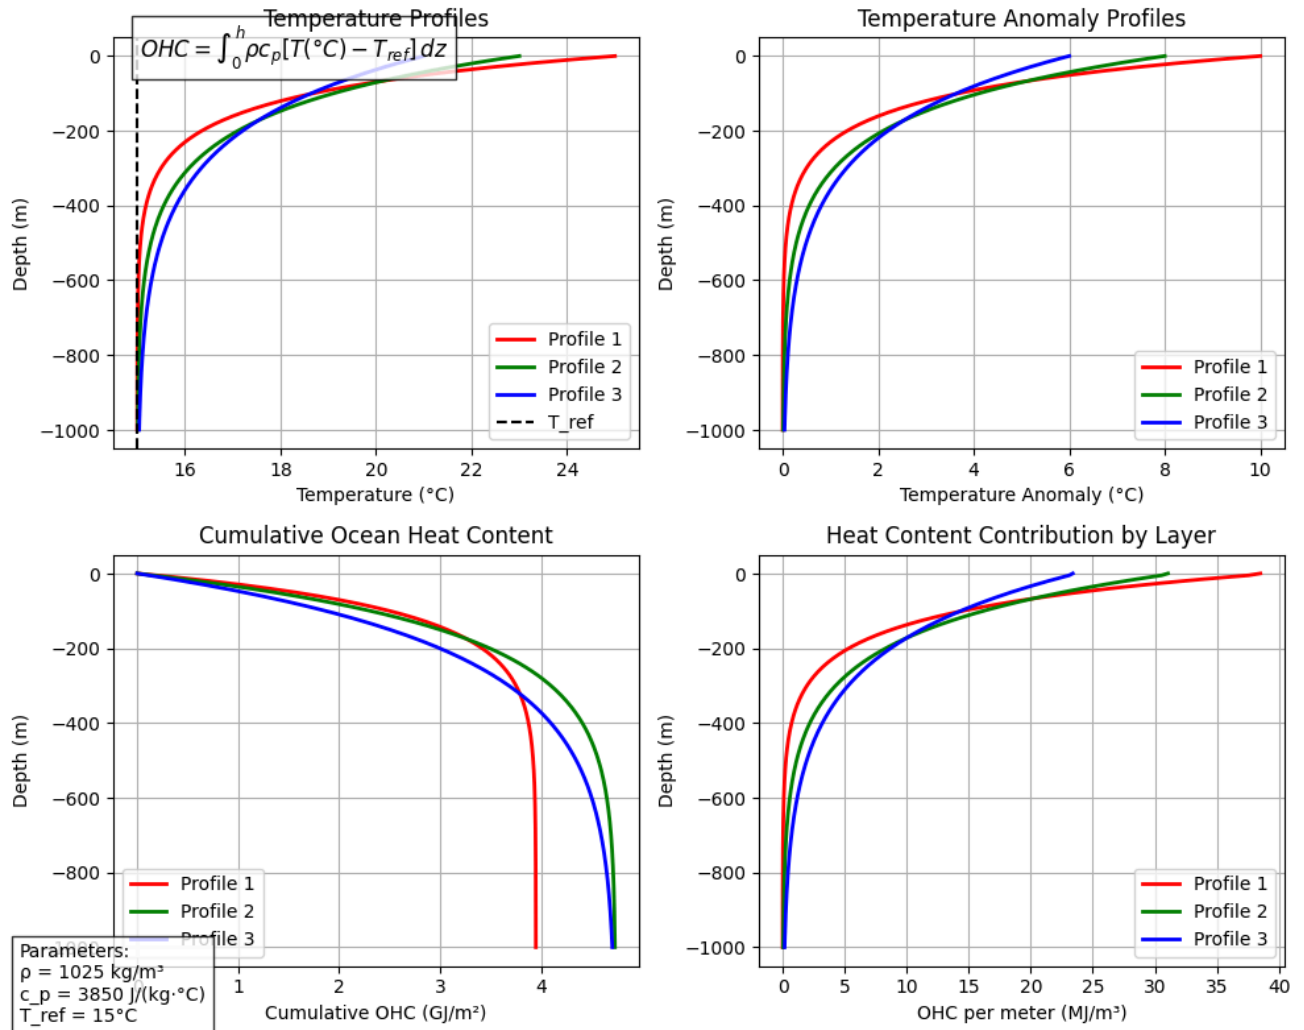 Temperature Profiles
OHC = ∫₀ʰ ρcₚ[T(°C) − T_ref] dz
0
−200
−400
−600
−800
−1000
Depth (m)
Profile 1
Profile 2
Profile 3
T_ref
16 18 20 22 24
Temperature (°C)
Temperature Anomaly Profiles
0
−200
−400
−600
−800
−1000
Depth (m)
Profile 1
Profile 2
Profile 3
0 2 4 6 8 10
Temperature Anomaly (°C)
Cumulative Ocean Heat Content
0
−200
−400
−600
−800
−1000
Depth (m)
Profile 1
Profile 2
Profile 3
0 1 2 3 4
Cumulative OHC (GJ/m²)
Parameters:
ρ = 1025 kg/m³
c_p = 3850 J/(kg·°C)
T_ref = 15°C
Heat Content Contribution by Layer
0
−200
−400
−600
−800
−1000
Depth (m)
Profile 1
Profile 2
Profile 3
0 5 10 15 20 25 30 35 40
OHC per meter (MJ/m³)